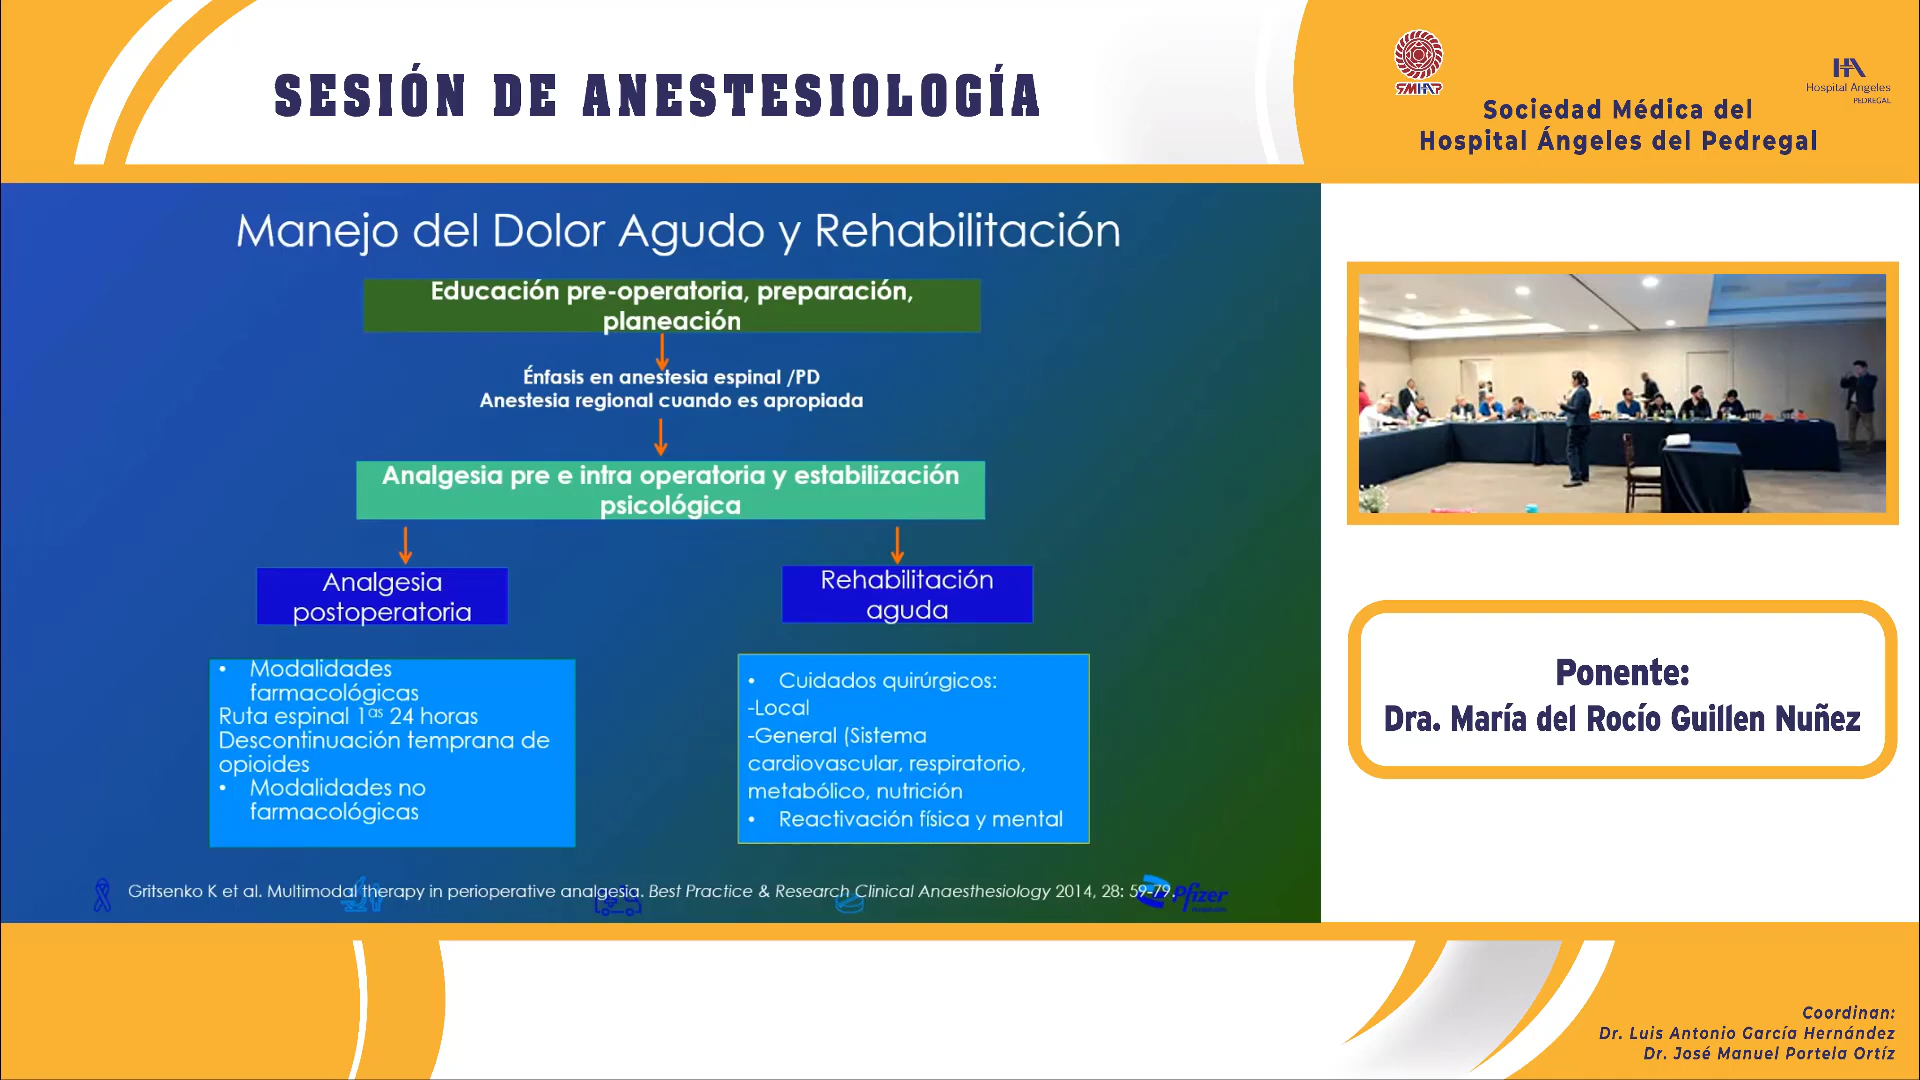 SESIÓN DE ANESTESIOLOGÍA
SMHAP
HA
Hospital Angeles
PEDREGAL
Sociedad Médica del
Hospital Ángeles del Pedregal
Manejo del Dolor Agudo y Rehabilitación
Educación pre-operatoria, preparación,
planeación
Énfasis en anestesia espinal /PD
Anestesia regional cuando es apropiada
Analgesia pre e intra operatoria y estabilización
psicológica
Analgesia
postoperatoria
Rehabilitación
aguda
• Modalidades
farmacológicas
Ruta espinal 1as 24 horas
Descontinuación temprana de
opioides
• Modalidades no
farmacológicas
• Cuidados quirúrgicos:
-Local
-General (Sistema
cardiovascular, respiratorio,
metabólico, nutrición
• Reactivación física y mental
Gritsenko K et al. Multimodal therapy in perioperative analgesia. Best Practice & Research Clinical Anaesthesiology 2014, 28: 59-79.
Pfizer
Ponente:
Dra. María del Rocío Guillen Nuñez
Coordinan:
Dr. Luis Antonio García Hernández
Dr. José Manuel Portela Ortíz